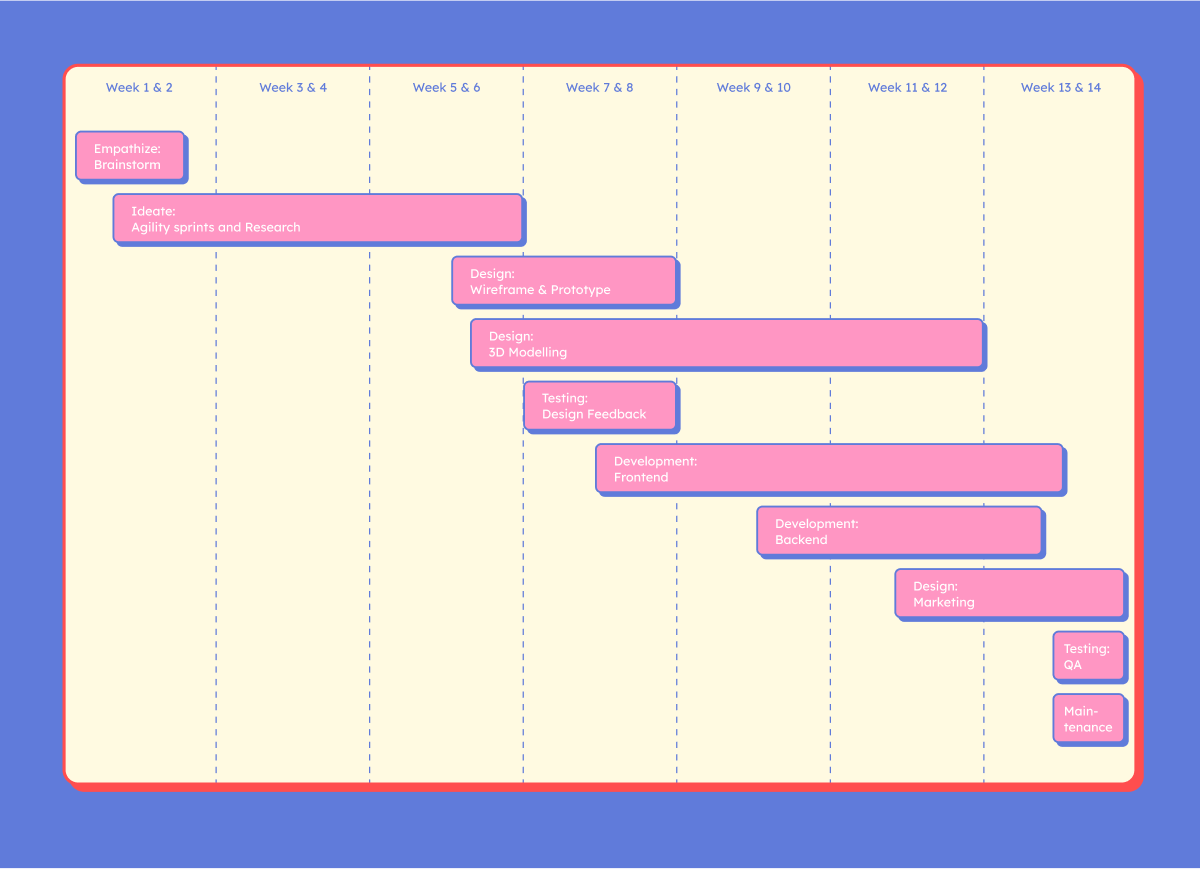 Week 1 & 2
Week 3 & 4
Week 5 & 6
Week 7 & 8
Week 9 & 10
Week 11 & 12
Week 13 & 14
Empathize:
Brainstorm
Ideate:
Agility sprints and Research
Design:
Wireframe & Prototype
Design:
3D Modelling
Testing:
Design Feedback
Development:
Frontend
Development:
Backend
Design:
Marketing
Testing:
QA
Main-
tenance